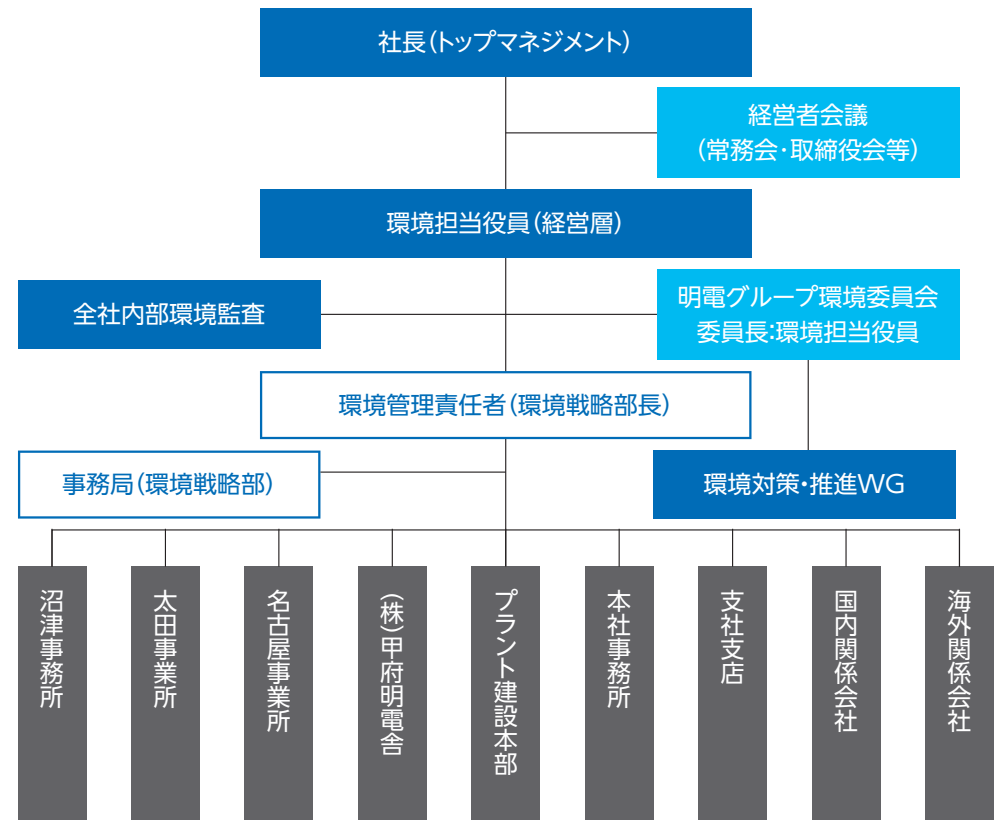 社長(トップマネジメント)
経営者会議
(常務会・取締役会等)
環境担当役員(経営層)
全社内部環境監査
明電グループ環境委員会
委員長:環境担当役員
環境管理責任者(環境戦略部長)
事務局(環境戦略部)
環境対策・推進WG
沼津事務所
太田事業所
名古屋事業所
(株)甲府明電舎
プラント建設本部
本社事務所
支社支店
国内関係会社
海外関係会社